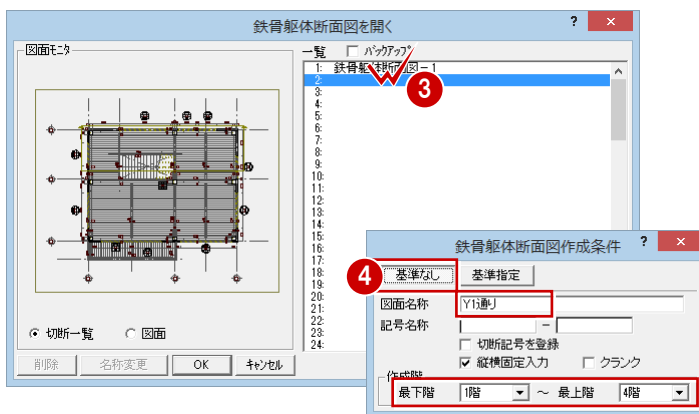 鉄骨躯体断面図を開く ? ×
図面モニタ
一覧 バックアップ
1: 鉄骨躯体断面図-1
2:
3:
3
4:
5:
6:
7:
8:
9:
10:
11:
12:
13:
14:
15:
16:
17:
18:
19:
20:
21:
22:
23:
24:
切断一覧 図面
削除 名称変更 OK キャンセル
鉄骨躯体断面図作成条件 ? ×
4
基準なし 基準指定
図面名称 Y1通り
記号名称 -
切断記号を登録
縦横固定入力 クランク
作成階
最下階 1階 ~ 最上階 4階